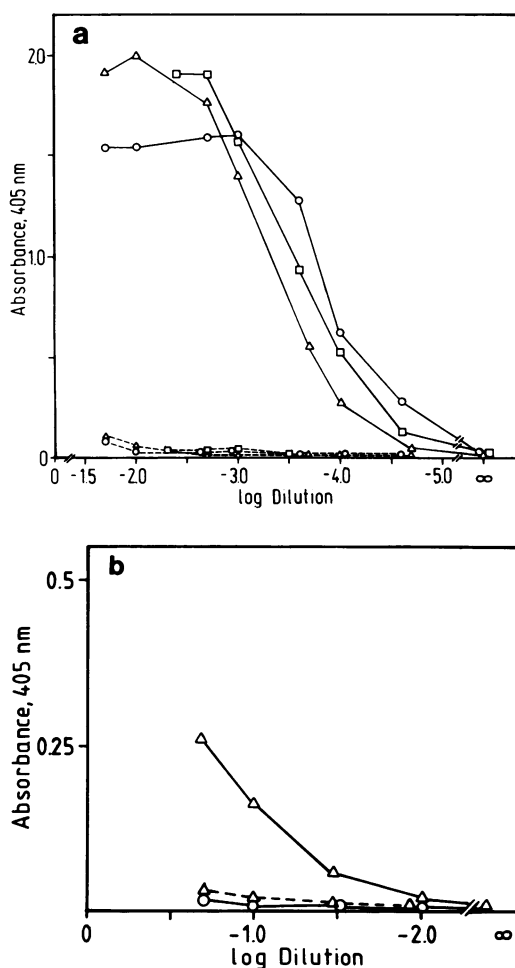 a
2.0
1.0
0
Absorbance, 405 nm
0 -1.5 -2.0 -3.0 -4.0 -5.0 ∞
log Dilution
b
0.5
0.25
Absorbance, 405 nm
0 -1.0 -2.0 ∞
log Dilution